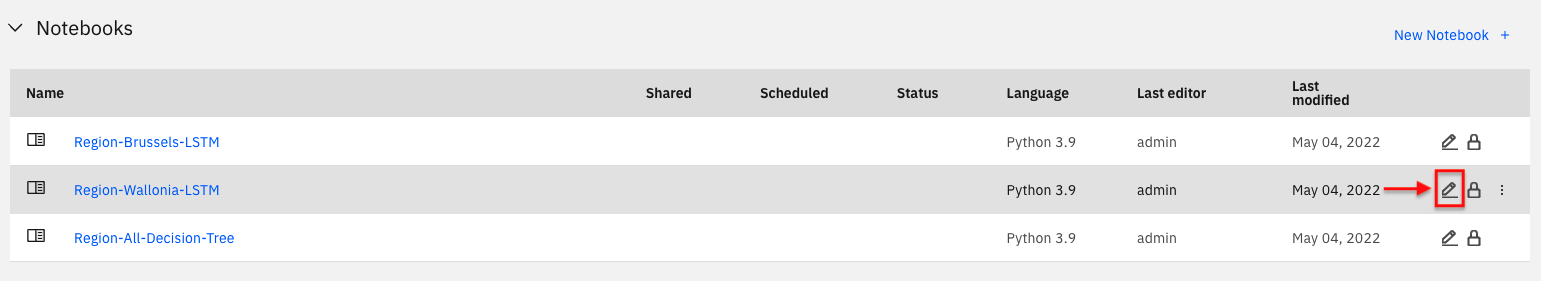 Notebooks
New Notebook +
Name Shared Scheduled Status Language Last editor Last modified
Region-Brussels-LSTM Python 3.9 admin May 04, 2022
Region-Wallonia-LSTM Python 3.9 admin May 04, 2022
Region-All-Decision-Tree Python 3.9 admin May 04, 2022